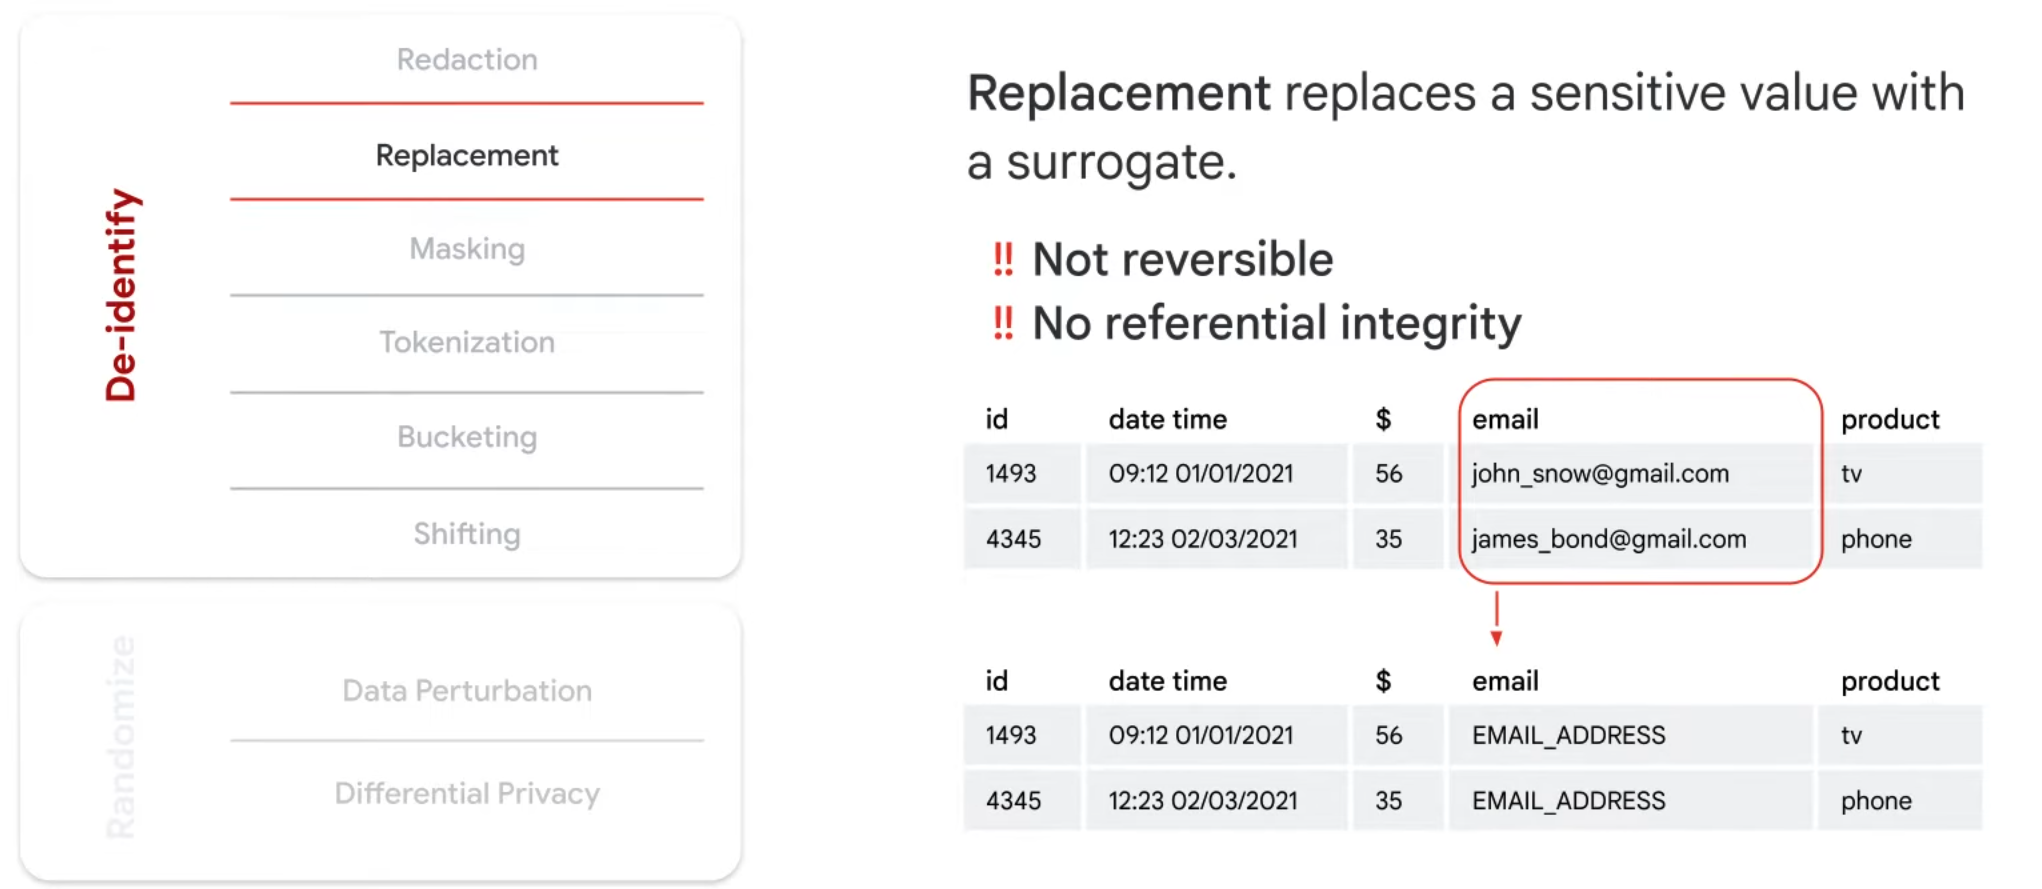 De-identify
Redaction
Replacement
Masking
Tokenization
Bucketing
Shifting
Randomize
Data Perturbation
Differential Privacy
Replacement replaces a sensitive value with
a surrogate.
!! Not reversible
!! No referential integrity
id date time $ email product
1493 09:12 01/01/2021 56 john_snow@gmail.com tv
4345 12:23 02/03/2021 35 james_bond@gmail.com phone
id date time $ email product
1493 09:12 01/01/2021 56 EMAIL_ADDRESS tv
4345 12:23 02/03/2021 35 EMAIL_ADDRESS phone